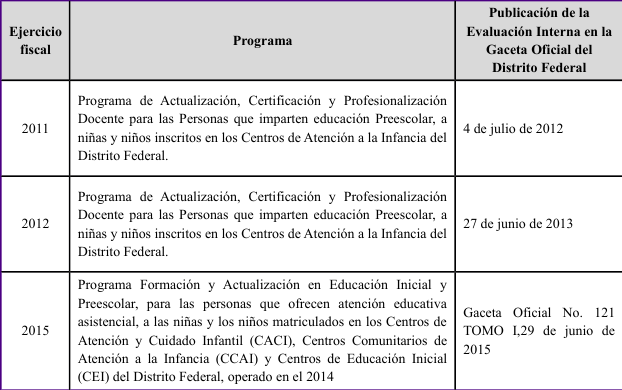 Ejercicio fiscal
Programa
Publicación de la
Evaluación Interna en la
Gaceta Oficial del
Distrito Federal
2011
Programa de Actualización, Certificación y Profesionalización
Docente para las Personas que imparten educación Preescolar, a
niñas y niños inscritos en los Centros de Atención a la Infancia del
Distrito Federal.
4 de julio de 2012
2012
Programa de Actualización, Certificación y Profesionalización
Docente para las Personas que imparten educación Preescolar, a
niñas y niños inscritos en los Centros de Atención a la Infancia del
Distrito Federal.
27 de junio de 2013
2015
Programa Formación y Actualización en Educación Inicial y
Preescolar, para las personas que ofrecen atención educativa
asistencial, a las niñas y los niños matriculados en los Centros de
Atención y Cuidado Infantil (CACI), Centros Comunitarios de
Atención a la Infancia (CCAI) y Centros de Educación Inicial
(CEI) del Distrito Federal, operado en el 2014
Gaceta Oficial No. 121
TOMO I,29 de junio de
2015